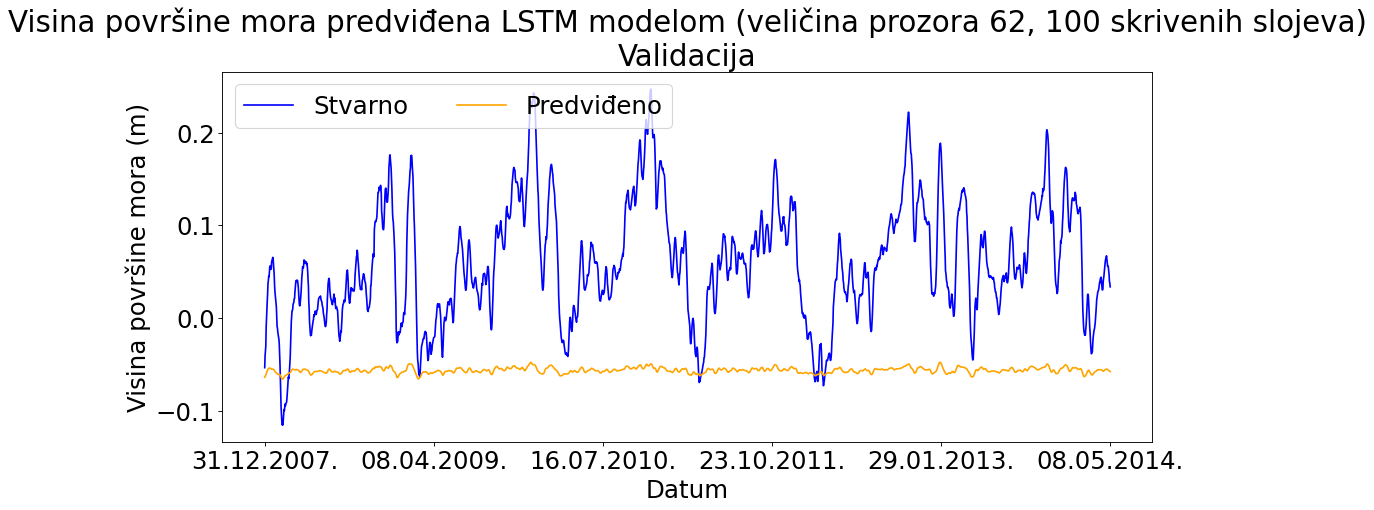 Visina površine mora predviđena LSTM modelom (veličina prozora 62, 100 skrivenih slojeva)
Validacija
Stvarno
Predviđeno
Visina površine mora (m)
0.2
0.1
0.0
−0.1
31.12.2007. 08.04.2009. 16.07.2010. 23.10.2011. 29.01.2013. 08.05.2014.
Datum